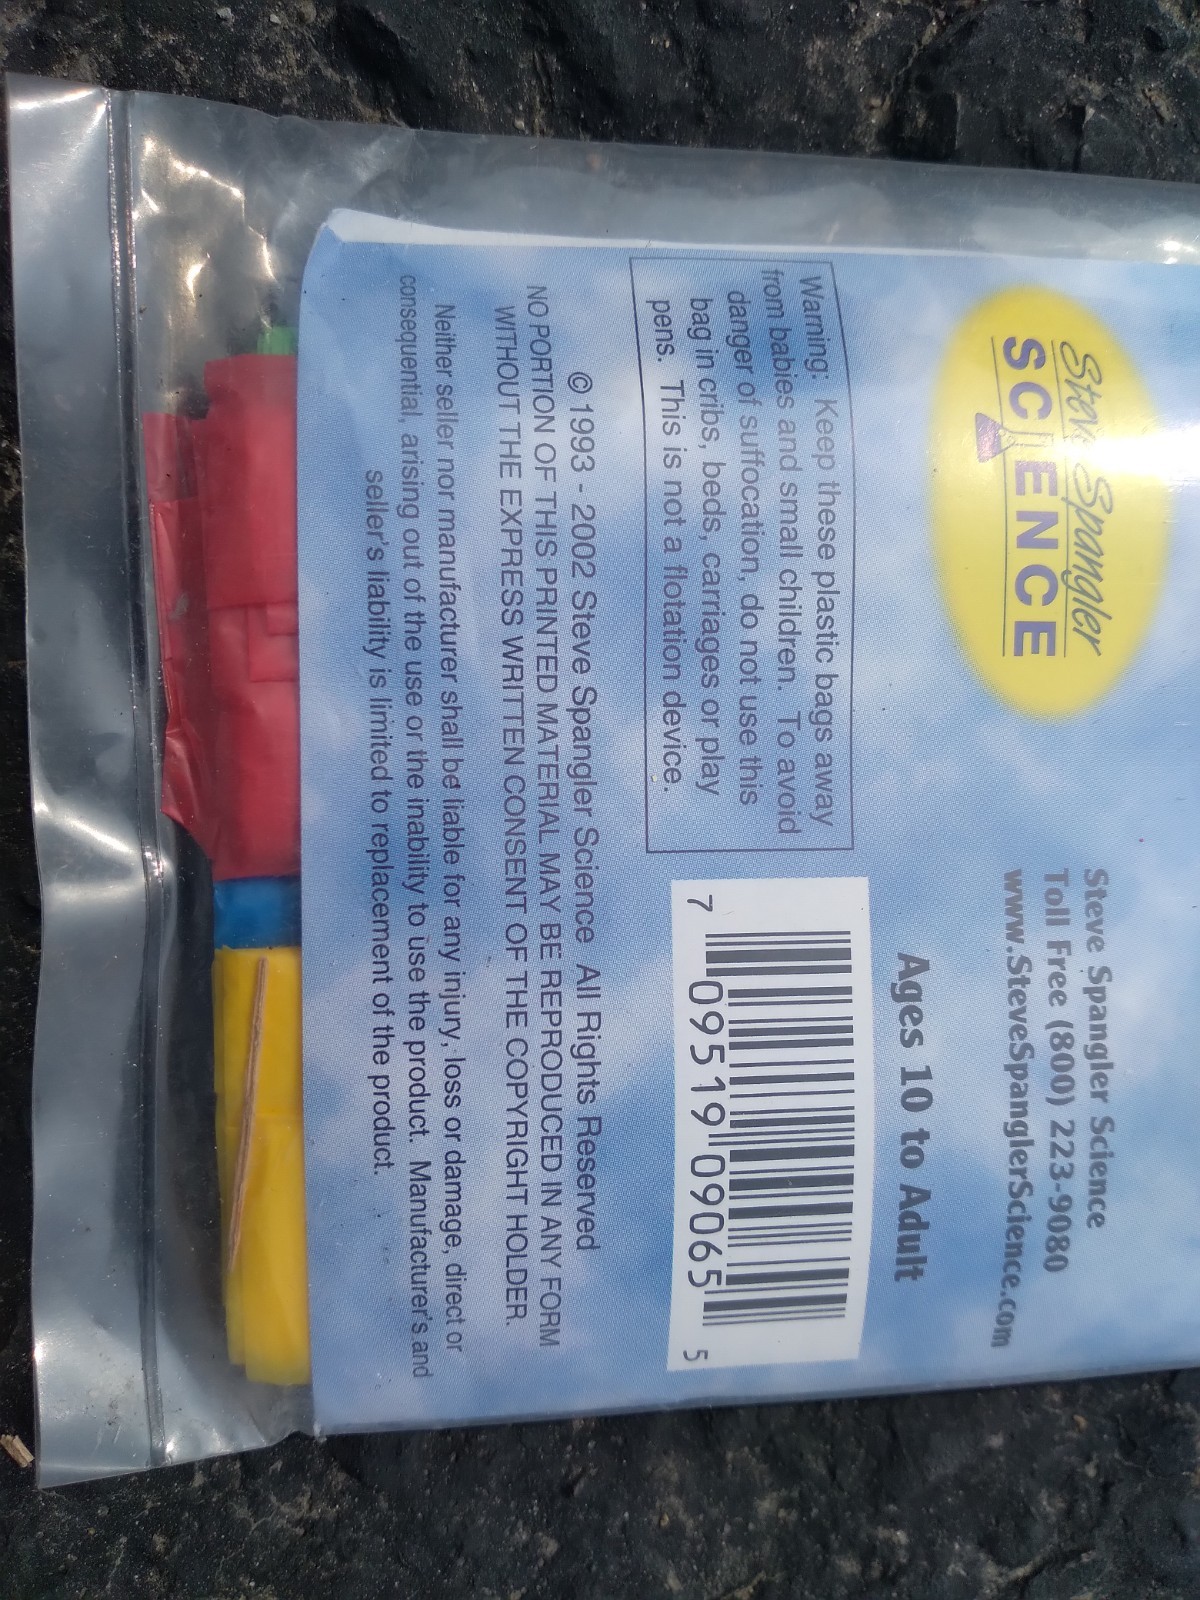 Steve Spangler
SCIENCE
Steve Spangler Science
Toll Free (800) 223-9080
www.SteveSpanglerScience.com
Ages 10 to Adult
Warning: Keep these plastic bags away
from babies and small children. To avoid
danger of suffocation, do not use this
bag in cribs, beds, carriages or play
pens. This is not a flotation device.
7 09519 09065 5
© 1993 - 2002 Steve Spangler Science All Rights Reserved
NO PORTION OF THIS PRINTED MATERIAL MAY BE REPRODUCED IN ANY FORM
WITHOUT THE EXPRESS WRITTEN CONSENT OF THE COPYRIGHT HOLDER.
Neither seller nor manufacturer shall be liable for any injury, loss or damage, direct or
consequential, arising out of the use or the inability to use the product. Manufacturer's and
seller's liability is limited to replacement of the product.